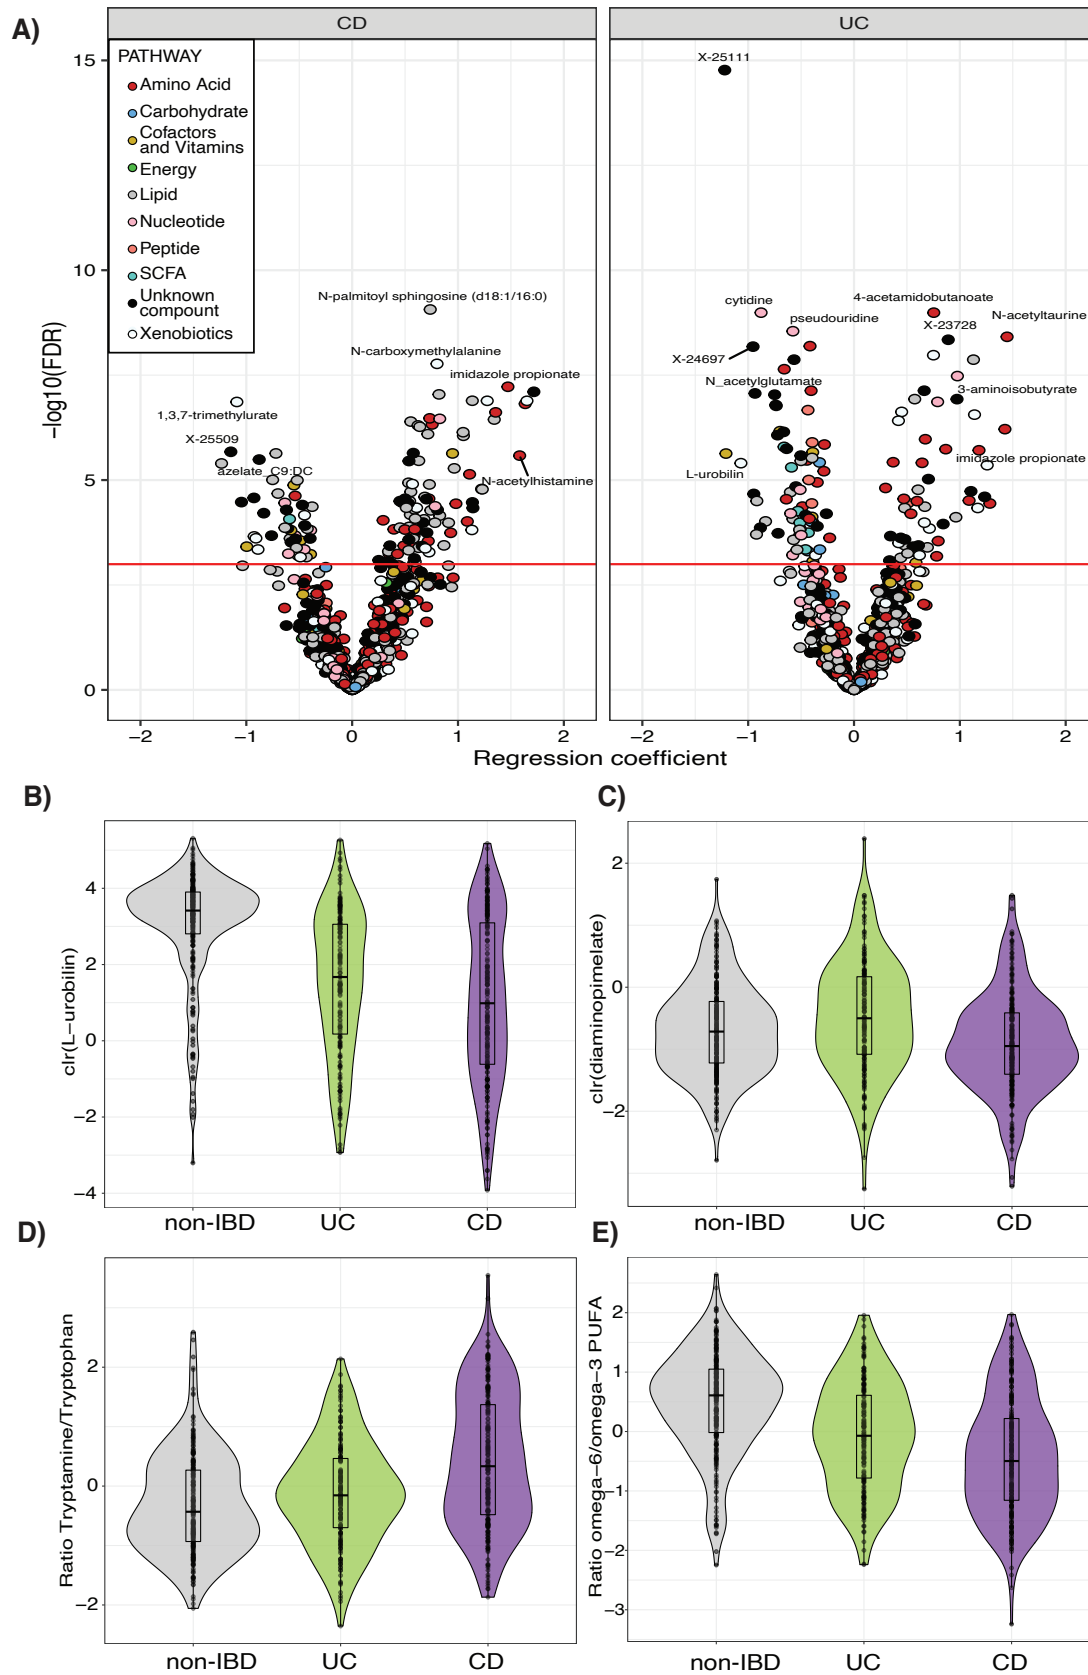 A)
CD
UC
PATHWAY
Amino Acid
Carbohydrate
Cofactors
and Vitamins
Energy
Lipid
Nucleotide
Peptide
SCFA
Unknown
compount
Xenobiotics
15
10
5
0
-log10(FDR)
N-palmitoyl sphingosine (d18:1/16:0)
N-carboxymethylalanine
imidazole propionate
1,3,7-trimethylurate
X-25509
azelate_C9:DC
N-acetylhistamine
X-25111
cytidine
4-acetamidobutanoate
pseudouridine
N-acetyltaurine
X-23728
X-24697
N_acetylglutamate
3-aminoisobutyrate
L-urobilin
imidazole propionate
−2 −1 0 1 2
−2 −1 0 1 2
Regression coefficient
B)
clr(L−urobilin)
4
2
0
−2
−4
non-IBD UC CD
C)
clr(diaminopimelate)
2
0
−2
non-IBD UC CD
D)
Ratio Tryptamine/Tryptophan
2
0
−2
non-IBD UC CD
E)
Ratio omega−6/omega−3 PUFA
2
1
0
−1
−2
−3
non-IBD UC CD